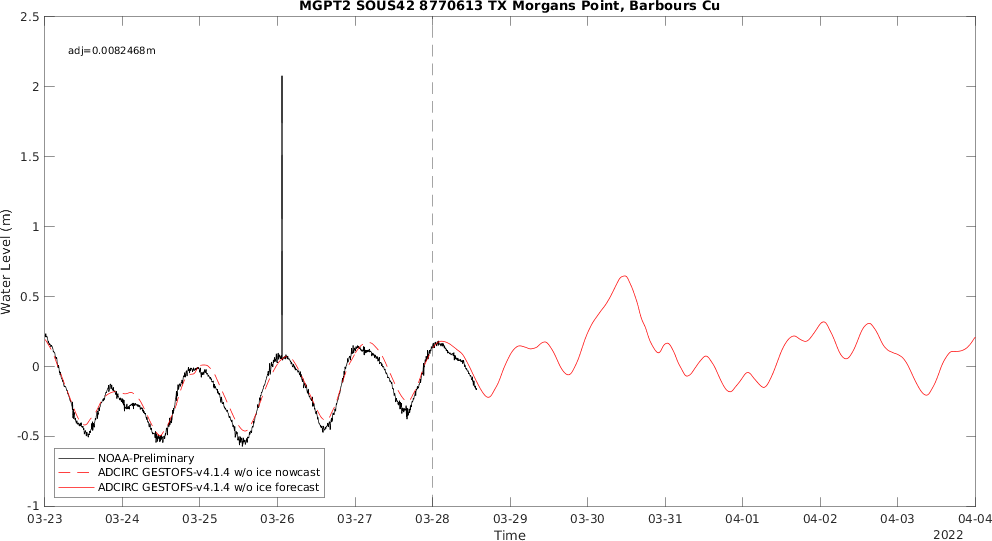 MGPT2 SOUS42 8770613 TX Morgans Point, Barbours Cu
adj=0.0082468m
Water Level (m)
2.5
2
1.5
1
0.5
0
-0.5
-1
NOAA-Preliminary
ADCIRC GESTOFS-v4.1.4 w/o ice nowcast
ADCIRC GESTOFS-v4.1.4 w/o ice forecast
03-23 03-24 03-25 03-26 03-27 03-28 03-29 03-30 03-31 04-01 04-02 04-03 04-04
Time
2022